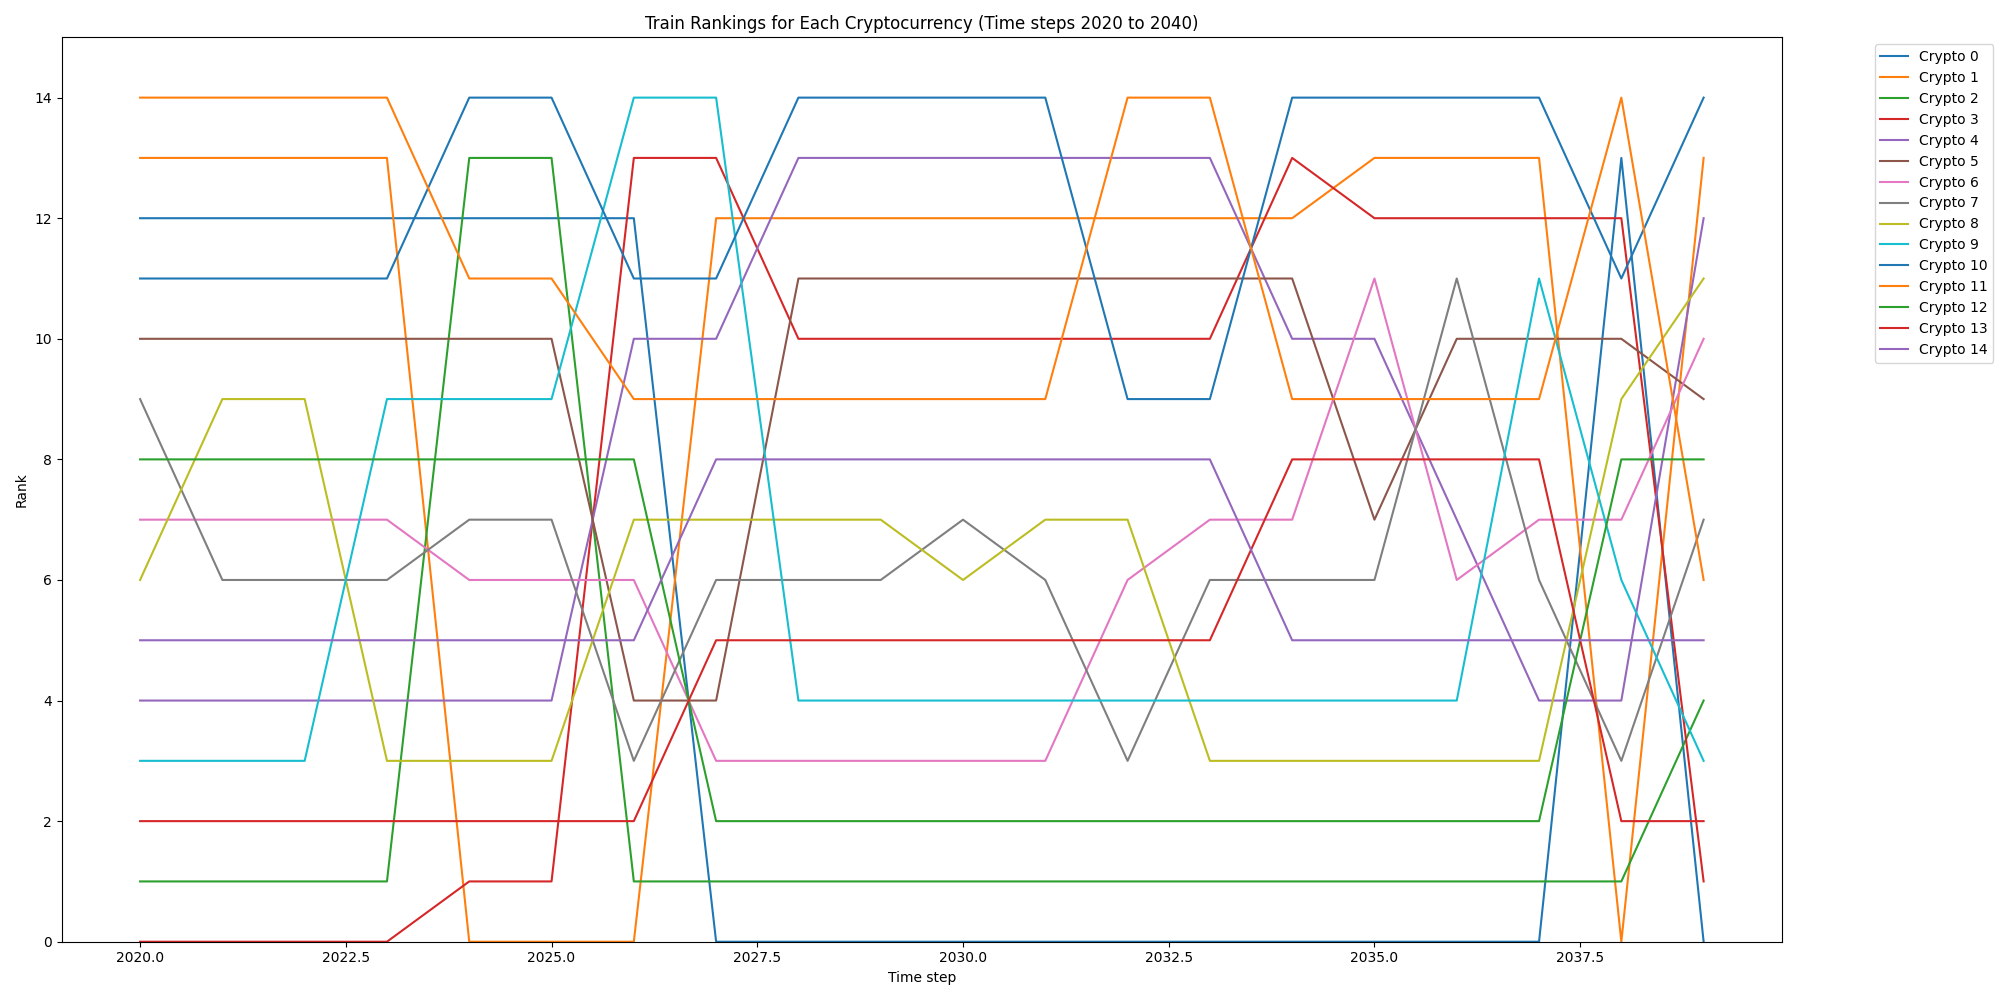 Train Rankings for Each Cryptocurrency (Time steps 2020 to 2040)
Rank
14
12
10
8
6
4
2
0
2020.0 2022.5 2025.0 2027.5 2030.0 2032.5 2035.0 2037.5
Time step
Crypto 0
Crypto 1
Crypto 2
Crypto 3
Crypto 4
Crypto 5
Crypto 6
Crypto 7
Crypto 8
Crypto 9
Crypto 10
Crypto 11
Crypto 12
Crypto 13
Crypto 14